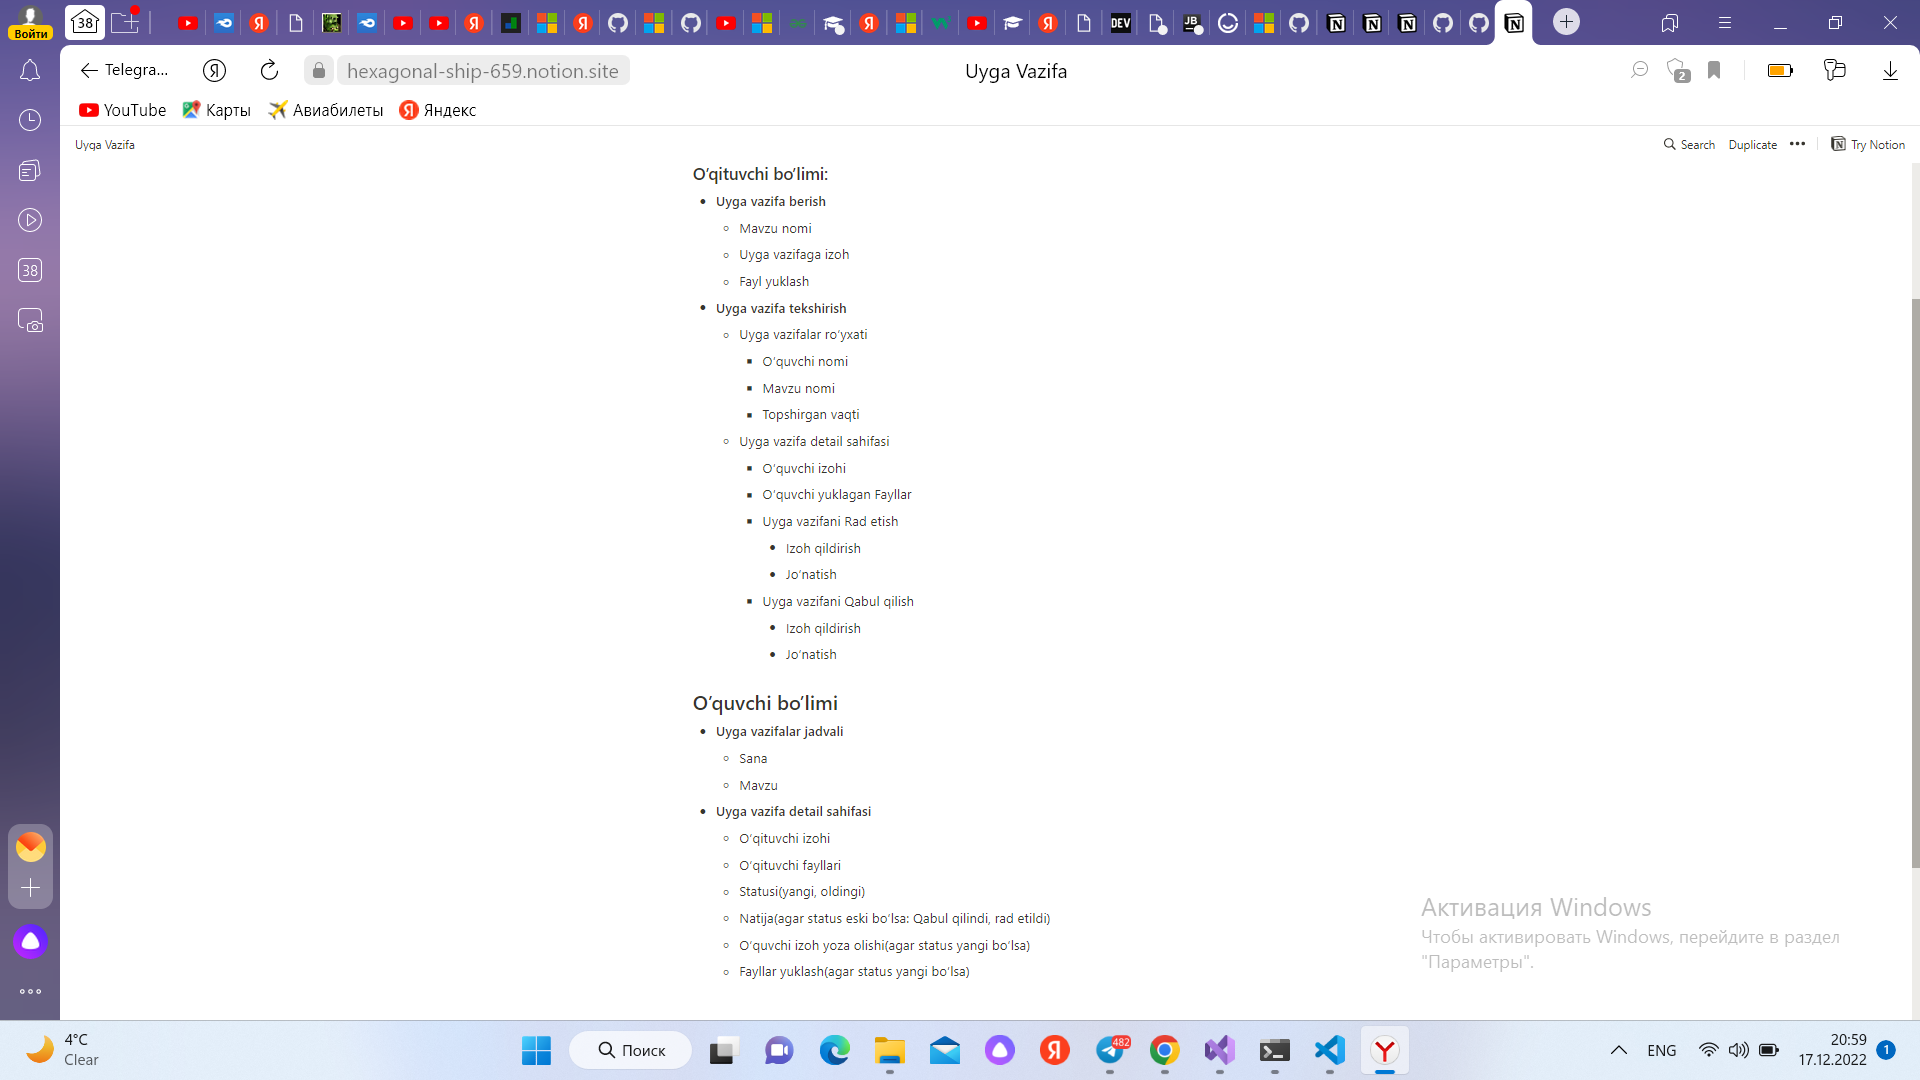 Войти
38
DEV
JB
Telegra...
hexagonal-ship-659.notion.site
Uyga Vazifa
2
YouTube
Карты
Авиабилеты
Яндекс
Uyga Vazifa
Search
Duplicate
Try Notion
38
O'qituvchi bo'limi:
Uyga vazifa berish
Mavzu nomi
Uyga vazifaga izoh
Fayl yuklash
Uyga vazifa tekshirish
Uyga vazifalar ro'yxati
O'quvchi nomi
Mavzu nomi
Topshirgan vaqti
Uyga vazifa detail sahifasi
O'quvchi izohi
O'quvchi yuklagan Fayllar
Uyga vazifani Rad etish
Izoh qildirish
Jo'natish
Uyga vazifani Qabul qilish
Izoh qildirish
Jo'natish
O'quvchi bo'limi
Uyga vazifalar jadvali
Sana
Mavzu
Uyga vazifa detail sahifasi
O'qituvchi izohi
O'qituvchi fayllari
Statusi(yangi, oldingi)
Natija(agar status eski bo'lsa: Qabul qilindi, rad etildi)
O'quvchi izoh yoza olishi(agar status yangi bo'lsa)
Fayllar yuklash(agar status yangi bo'lsa)
Активация Windows
Чтобы активировать Windows, перейдите в раздел
"Параметры".
4°C
Clear
Поиск
482
ENG
20:59
17.12.2022
1